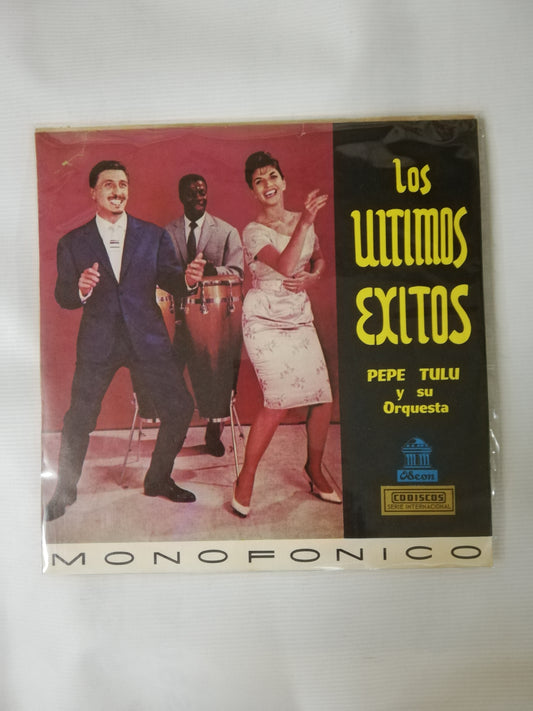 Los
ULTIMOS
EXITOS
PEPE TULU
y su
Orquesta
Odeon
CODISCOS
SERIE INTERNACIONAL
MONOFONICO